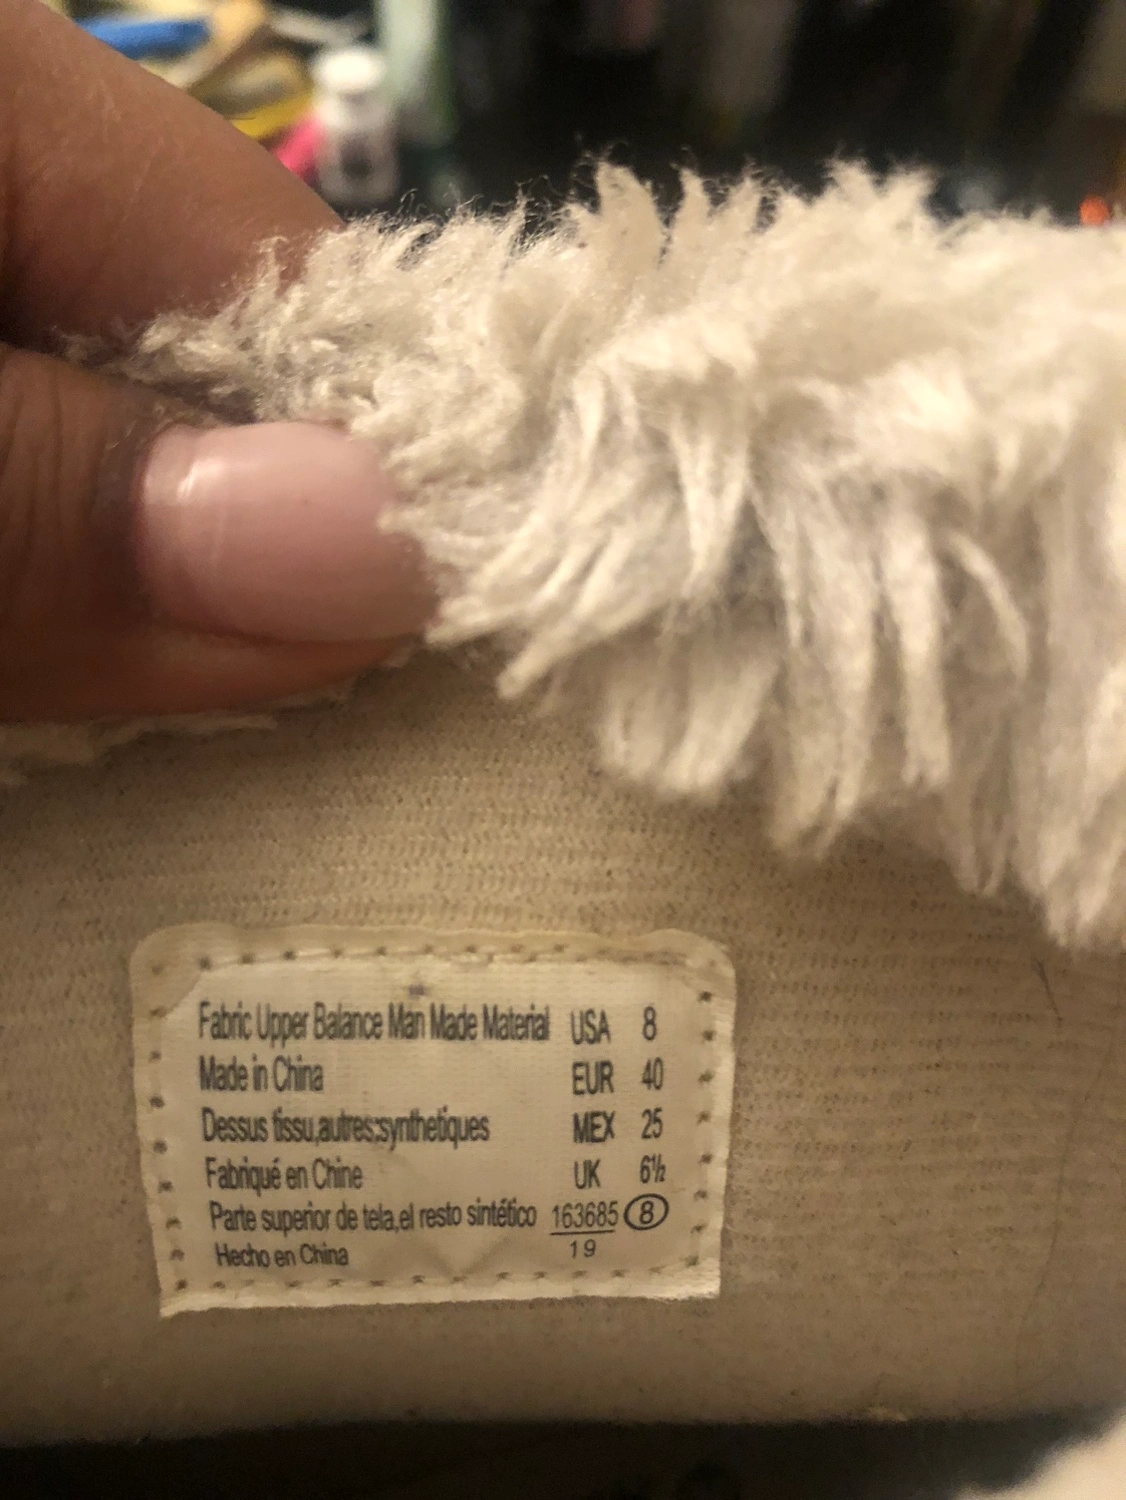 Fabric Upper Balance Man Made Material USA 8
Made in China EUR 40
Dessus tissu,autres:synthetiques MEX 25
Fabriqué en Chine UK 6½
Parte superior de tela,el resto sintético 163685 8
Hecho en China 19